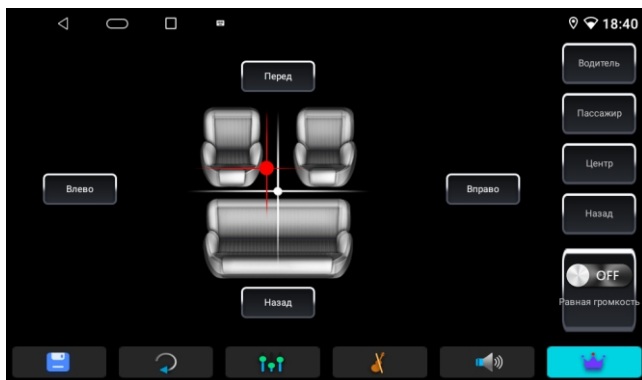 18:40
Водитель
Перед
Пассажир
Центр
Влево
Вправо
Назад
OFF
Назад
Равная громкость